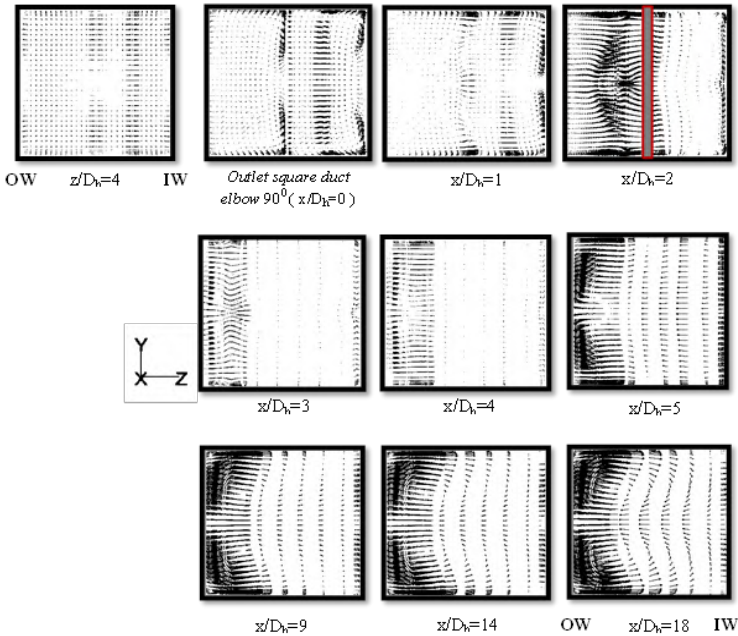 OW z/Dₕ=4 IW
Outlet square duct
elbow 90⁰ ( x/Dₕ=0 )
x/Dₕ=1
x/Dₕ=2
Y
X Z
x/Dₕ=3
x/Dₕ=4
x/Dₕ=5
x/Dₕ=9
x/Dₕ=14
x/Dₕ=18
OW IW